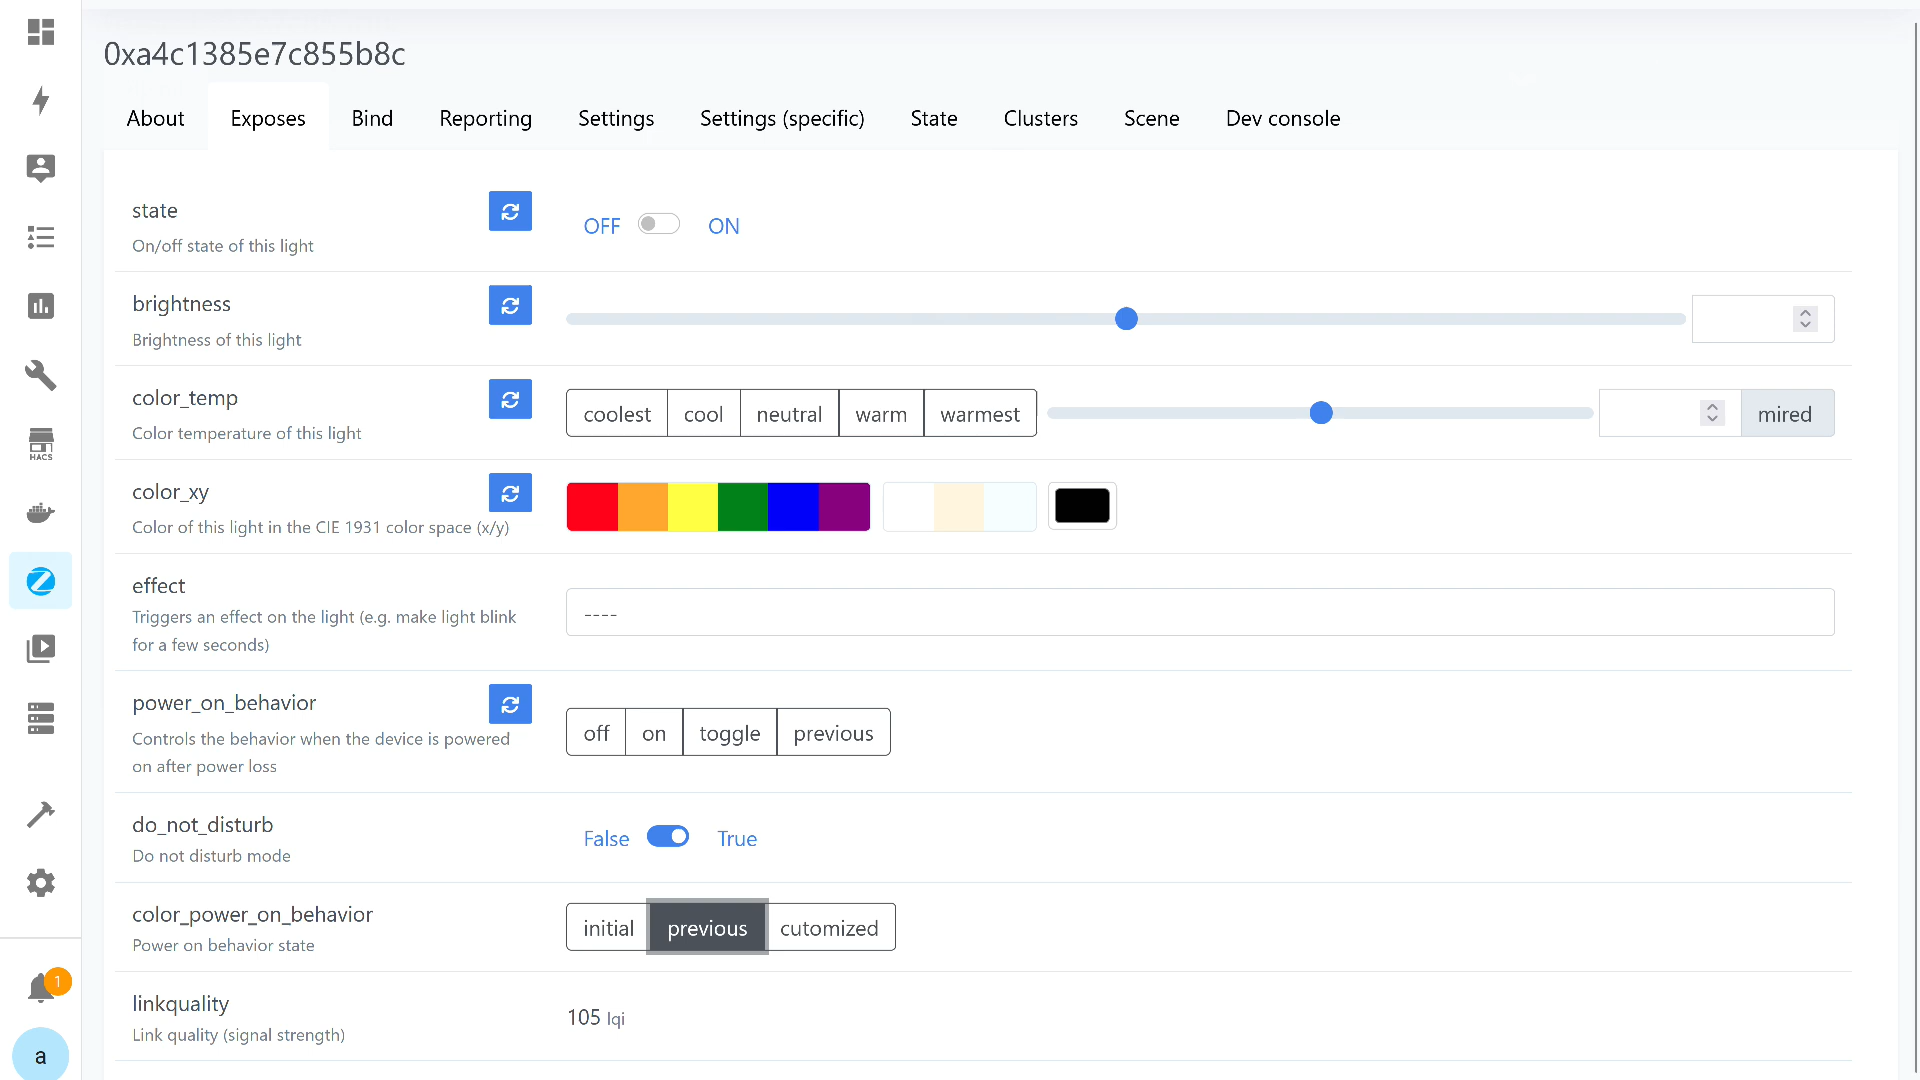 0xa4c1385e7c855b8c
About Exposes Bind Reporting Settings Settings (specific) State Clusters Scene Dev console
state
On/off state of this light
OFF ON
brightness
Brightness of this light
color_temp
Color temperature of this light
coolest cool neutral warm warmest mired
color_xy
Color of this light in the CIE 1931 color space (x/y)
effect
Triggers an effect on the light (e.g. make light blink
for a few seconds)
----
power_on_behavior
Controls the behavior when the device is powered
on after power loss
off on toggle previous
do_not_disturb
Do not disturb mode
False True
color_power_on_behavior
Power on behavior state
initial previous cutomized
linkquality
Link quality (signal strength)
105 lqi
HACS
1
a